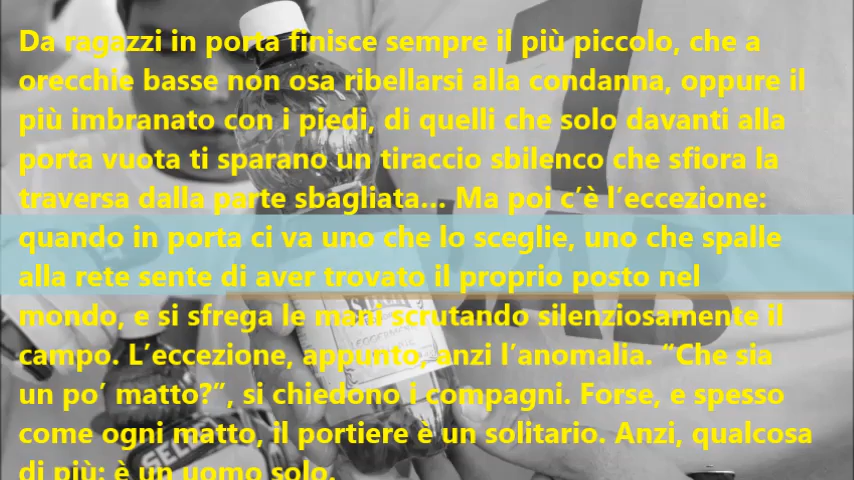 Da ragazzi in porta finisce sempre il più piccolo, che a
orecchie basse non osa ribellarsi alla condanna, oppure il
più imbranato con i piedi, di quelli che solo davanti alla
porta vuota ti sparano un tiraccio sbilenco che sfiora la
traversa dalla parte sbagliata... Ma poi c’è l’eccezione:
quando in porta ci va uno che lo sceglie, uno che spalle
alla rete sente di aver trovato il proprio posto nel
mondo, e si sfrega le mani scrutando silenziosamente il
campo. L’eccezione, appunto, anzi l’anomalia. “Che sia
un po’ matto?”, si chiedono i compagni. Forse, e spesso
come ogni matto, il portiere è un solitario. Anzi, qualcosa
di più: è un uomo solo.